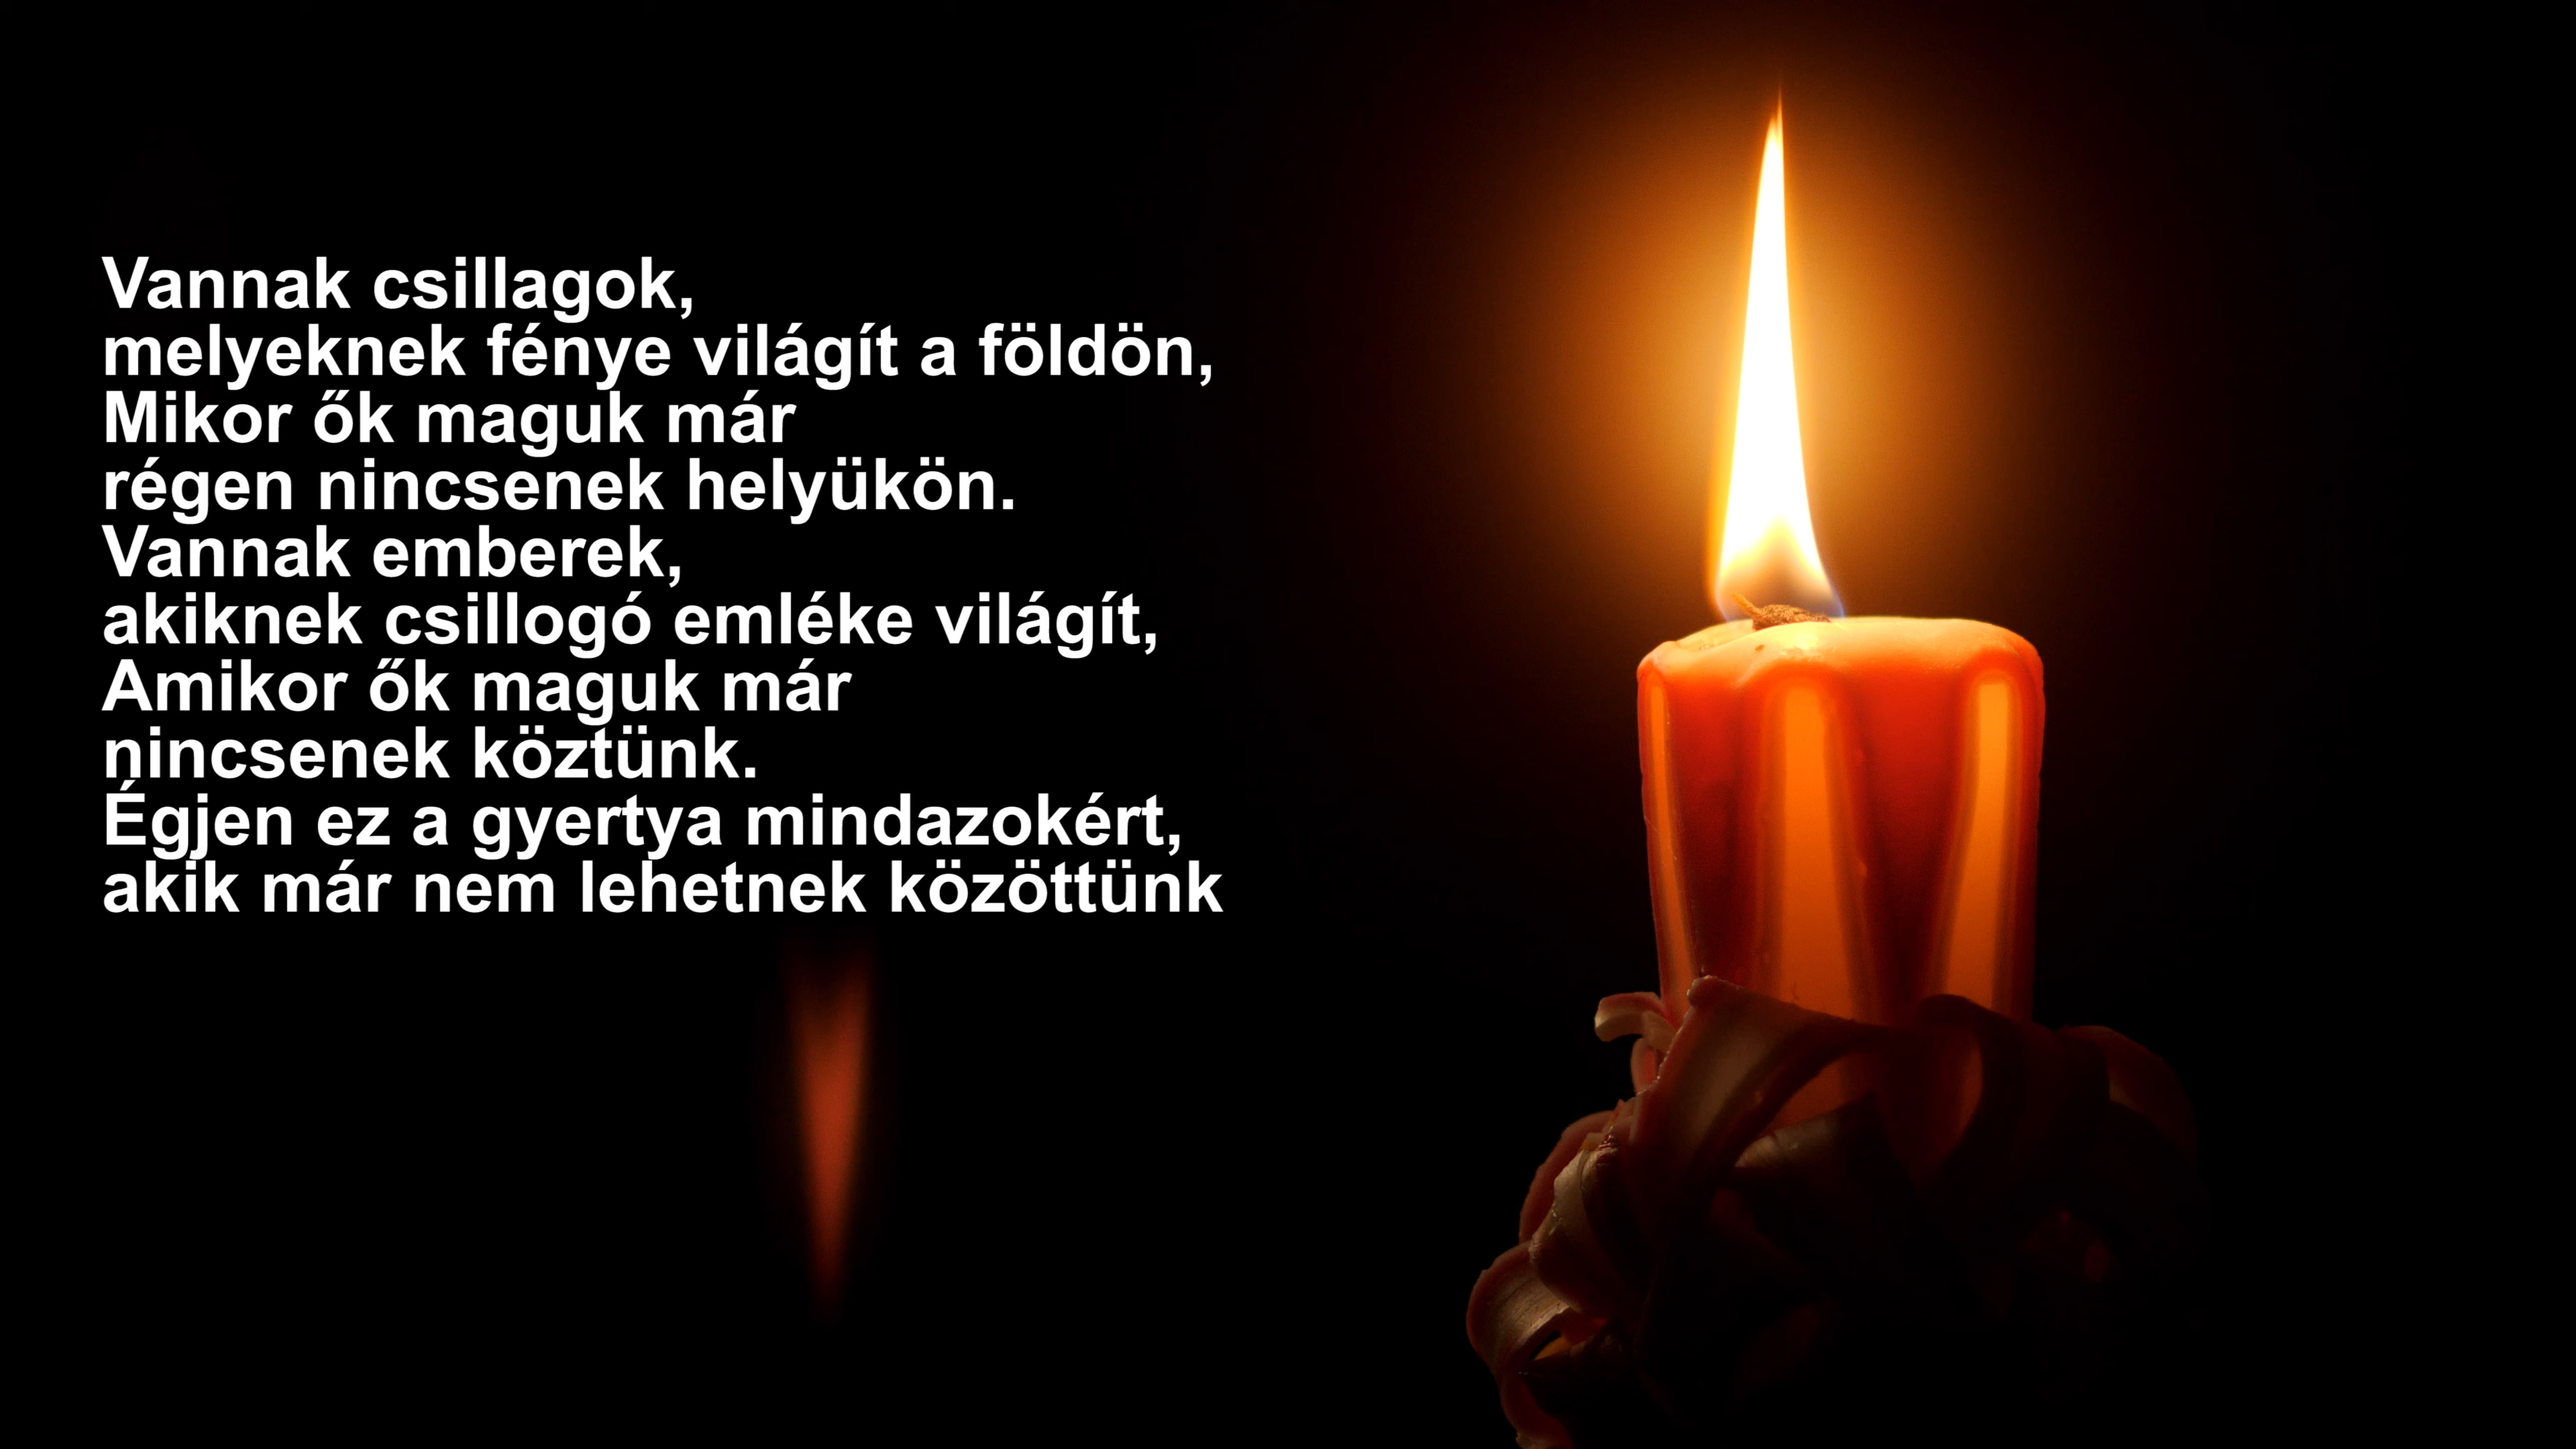 Vannak csillagok,
melyeknek fénye világít a földön,
Mikor ők maguk már
régen nincsenek helyükön.
Vannak emberek,
akiknek csillogó emléke világít,
Amikor ők maguk már
nincsenek köztünk.
Égjen ez a gyertya mindazokért,
akik már nem lehetnek közöttünk